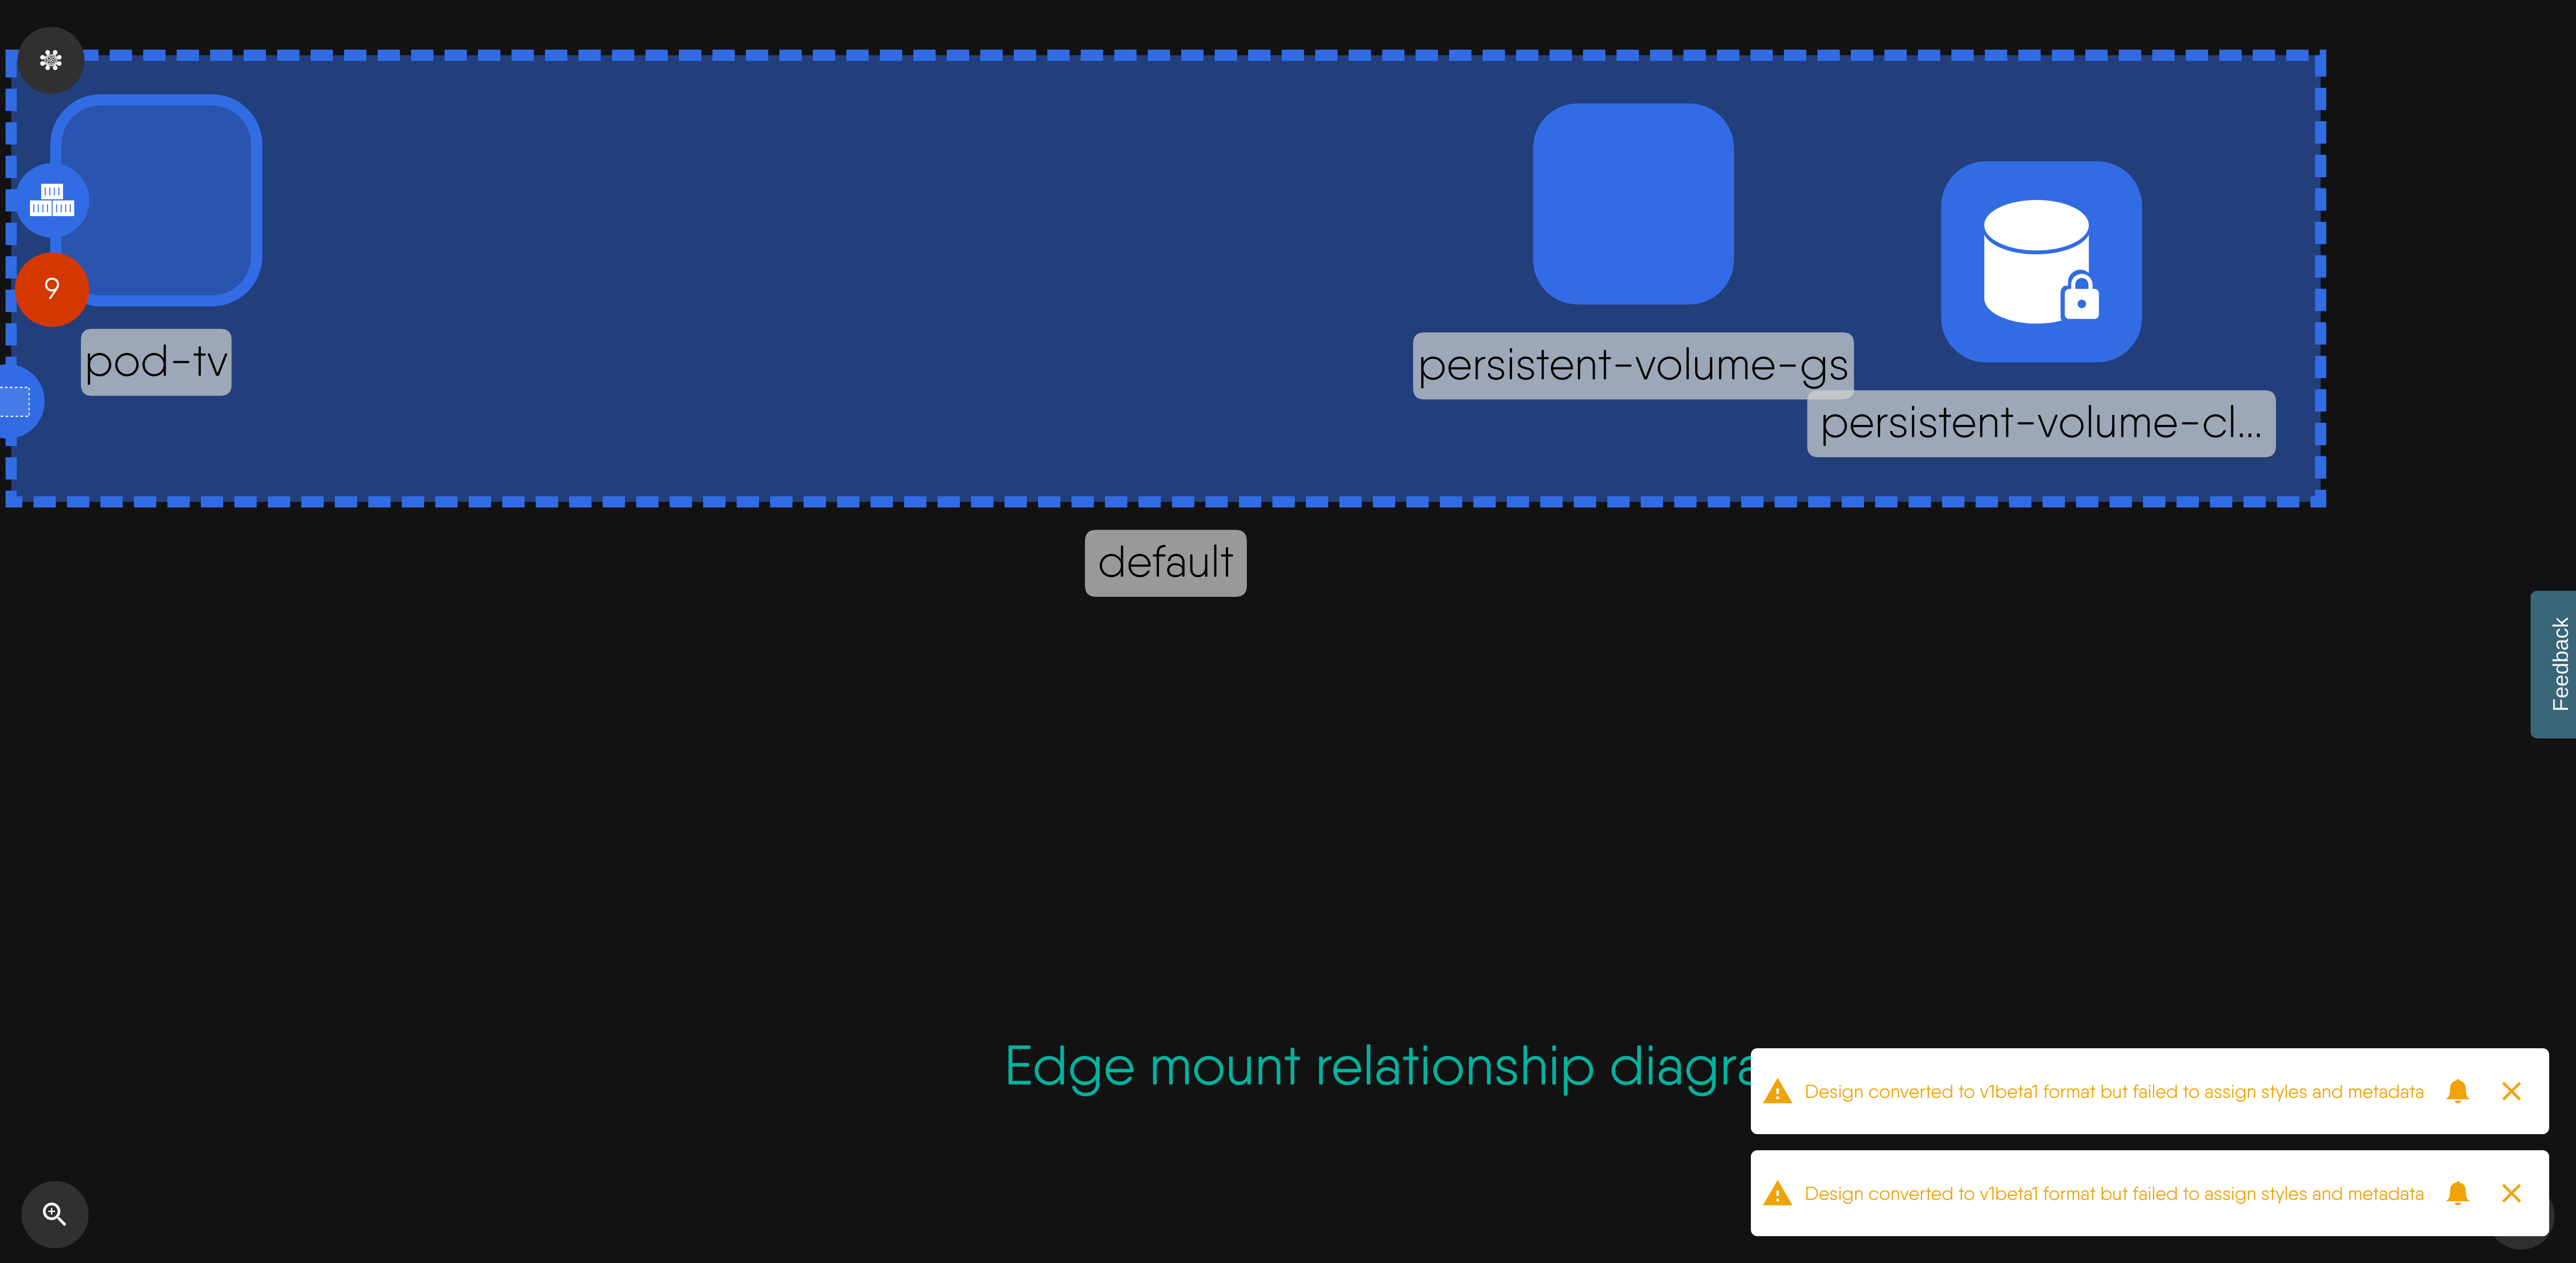 9
pod-tv
persistent-volume-gs
persistent-volume-cl...
default
Feedback
Edge mount relationship diagra
Design converted to v1beta1 format but failed to assign styles and metadata
Design converted to v1beta1 format but failed to assign styles and metadata